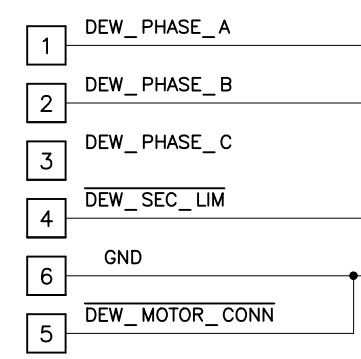 1 DEW_PHASE_A
2 DEW_PHASE_B
3 DEW_PHASE_C
4 DEW_SEC_LIM
6 GND
5 DEW_MOTOR_CONN